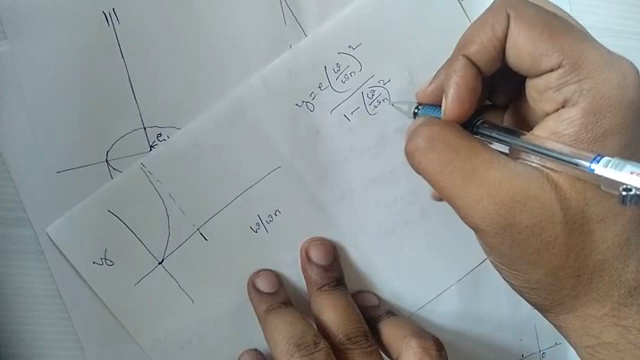 y = e (ω/ωn)²
1 - (ω/ωn)²
1
ω/ωn
y